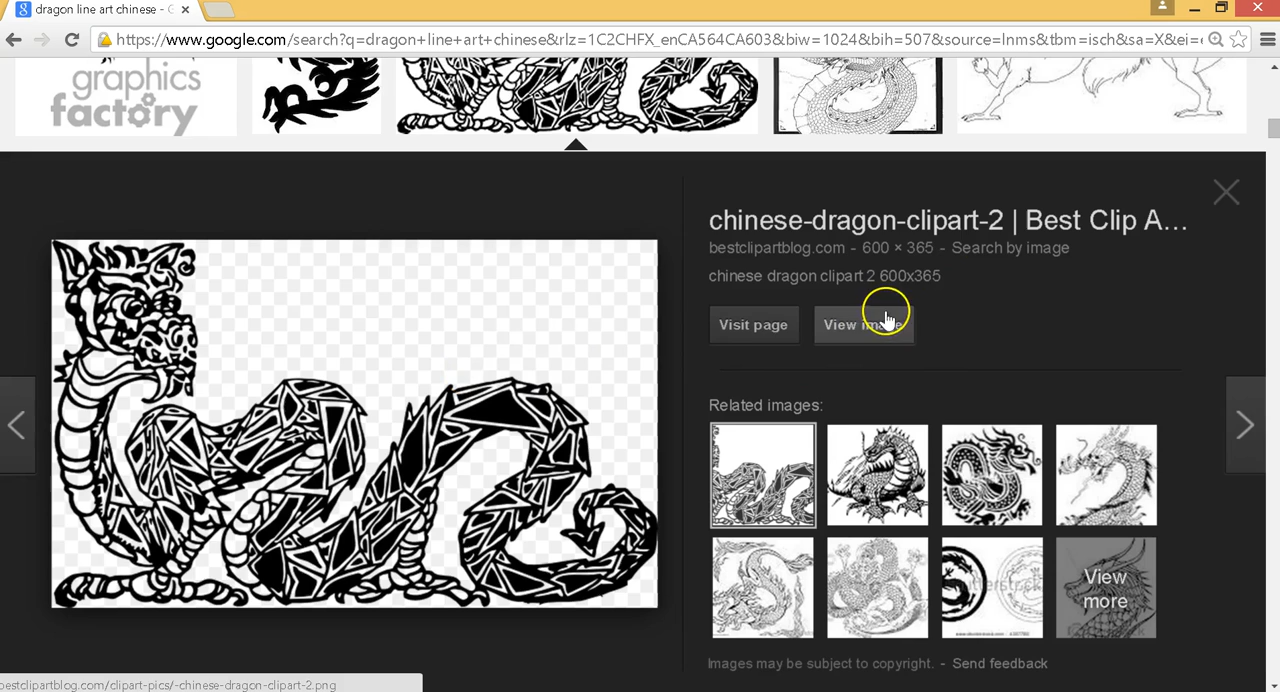 dragon line art chinese - G
https://www.google.com/search?q=dragon+line+art+chinese&rlz=1C2CHFX_enCA564CA603&biw=1024&bih=507&source=lnms&tbm=isch&sa=X&ei=
graphics
factory
chinese-dragon-clipart-2 | Best Clip A...
bestclipartblog.com - 600 × 365 - Search by image
chinese dragon clipart 2 600x365
Visit page
View image
Related images:
View
more
Images may be subject to copyright. - Send feedback
bestclipartblog.com/clipart-pics/-chinese-dragon-clipart-2.png